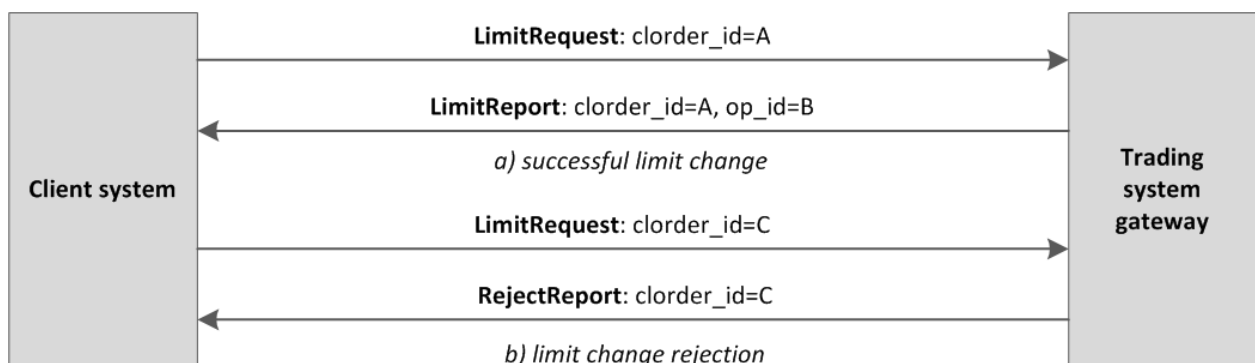 LimitRequest: clorder_id=A
LimitReport: clorder_id=A, op_id=B
a) successful limit change
Client system
Trading
system
gateway
LimitRequest: clorder_id=C
RejectReport: clorder_id=C
b) limit change rejection